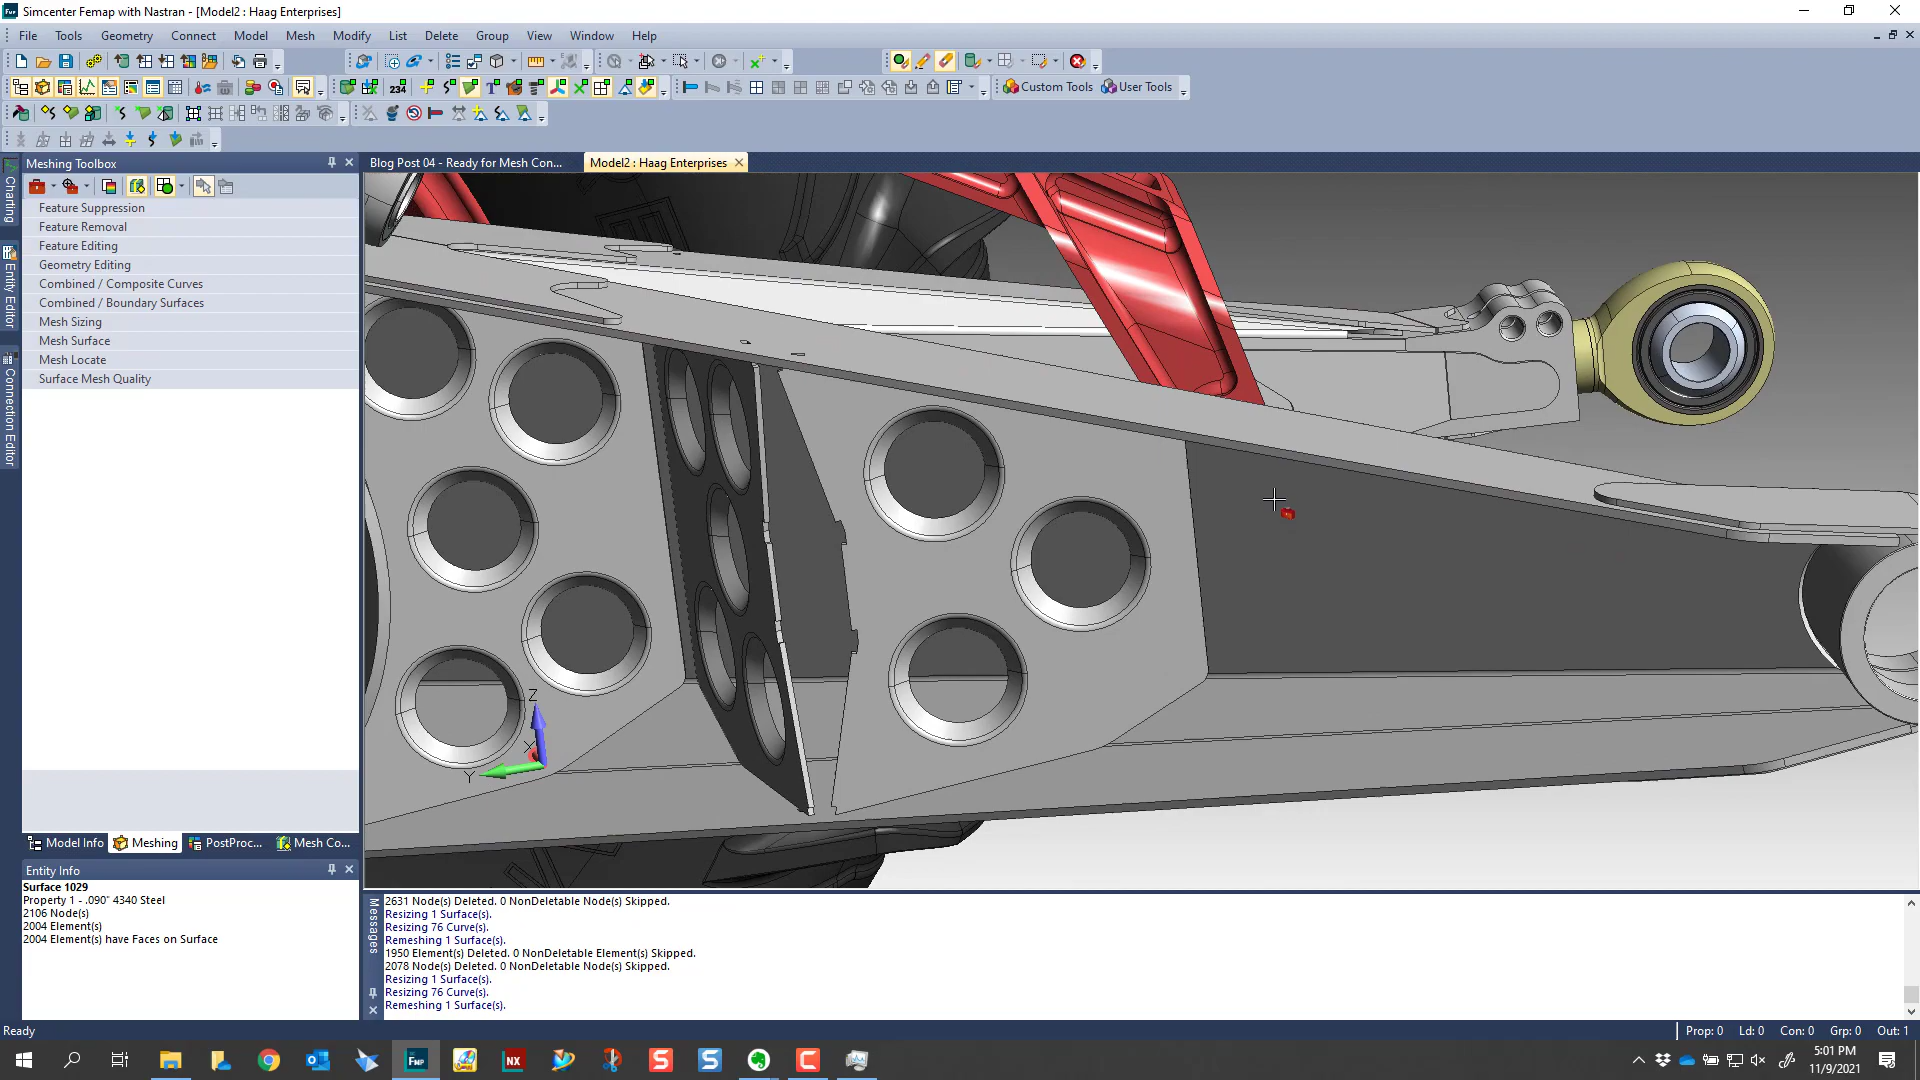 Simcenter Femap with Nastran - [Model2 : Haag Enterprises]
File Tools Geometry Connect Model Mesh Modify List Delete Group View Window Help
234
Custom Tools User Tools
Meshing Toolbox
Blog Post 04 - Ready for Mesh Con...
Model2 : Haag Enterprises
Charting
Entity Editor
Connection Editor
Feature Suppression
Feature Removal
Feature Editing
Geometry Editing
Combined / Composite Curves
Combined / Boundary Surfaces
Mesh Sizing
Mesh Surface
Mesh Locate
Surface Mesh Quality
Z
X
Y
Model Info Meshing PostProc... Mesh Co...
Entity Info
Surface 1029
Property 1 - .090" 4340 Steel
2106 Node(s)
2004 Element(s)
2004 Element(s) have Faces on Surface
Messages
2631 Node(s) Deleted. 0 NonDeletable Node(s) Skipped.
Resizing 1 Surface(s).
Resizing 76 Curve(s).
Remeshing 1 Surface(s).
1950 Element(s) Deleted. 0 NonDeletable Element(s) Skipped.
2078 Node(s) Deleted. 0 NonDeletable Node(s) Skipped.
Resizing 1 Surface(s).
Resizing 76 Curve(s).
Remeshing 1 Surface(s).
Ready
Prop: 0 Ld: 0 Con: 0 Grp: 0 Out: 1
FMP
NX
S
S
C
5:01 PM
11/9/2021